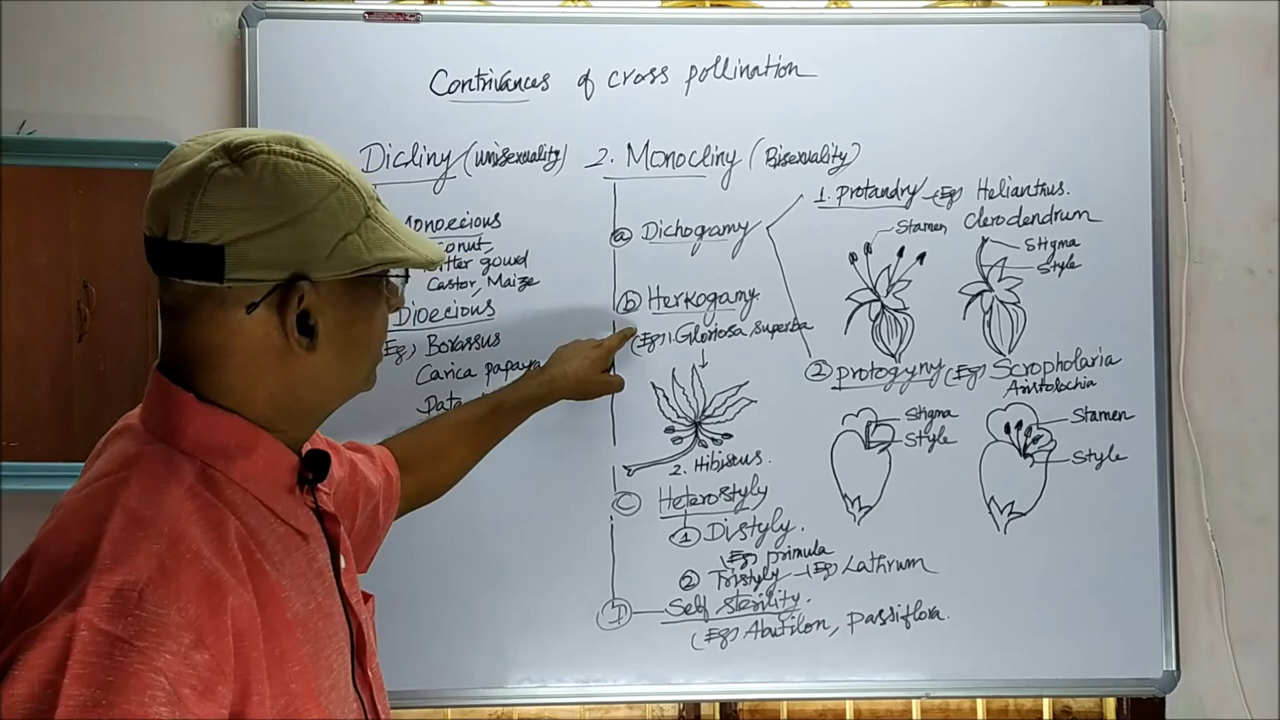 Contrivances of cross pollination
Dicliny (unisexuality)
Monoecious
Bitter gourd
Castor, Maize
Dioecious
Eg) Borassus
Carica papaya
2. Monocliny (Bisexuality)
a Dichogamy
1. Protandry - (Eg) Helianthus.
Clerodendrum
Stamen
Stigma
Style
2 protogyny (Eg) Scropholaria
Aristolochia
Stigma
Style
Stamen
Style
b Herkogamy.
(Eg) 1. Gloriosa superba
2. Hibiscus.
C Heterostyly
1 Distyly.
(Eg) primula
2 Tristyly - (Eg) Lathrum
Self sterility.
(Eg) Abutilon, passiflora.